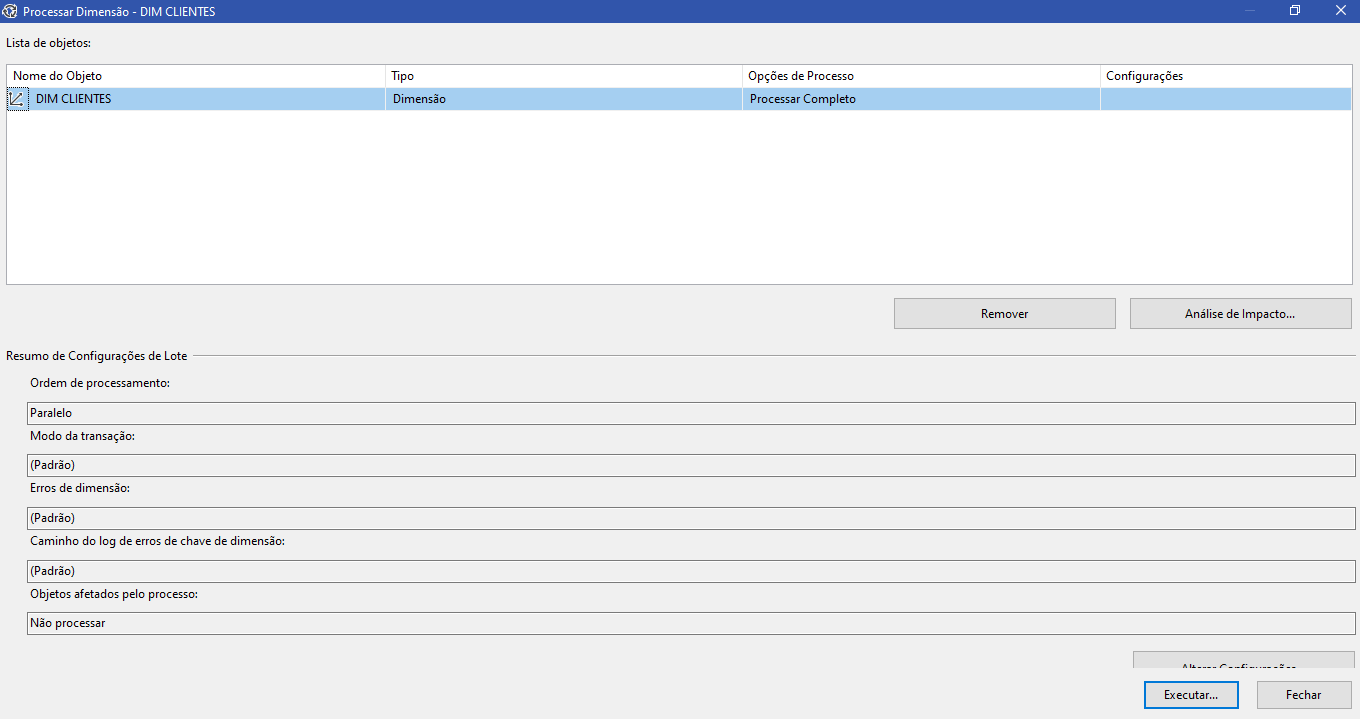 Processar Dimensão - DIM CLIENTES
Lista de objetos:
Nome do Objeto Tipo Opções de Processo Configurações
DIM CLIENTES Dimensão Processar Completo
Remover Análise de Impacto...
Resumo de Configurações de Lote
Ordem de processamento:
Paralelo
Modo da transação:
(Padrão)
Erros de dimensão:
(Padrão)
Caminho do log de erros de chave de dimensão:
(Padrão)
Objetos afetados pelo processo:
Não processar
Alterar Configurações...
Executar... Fechar